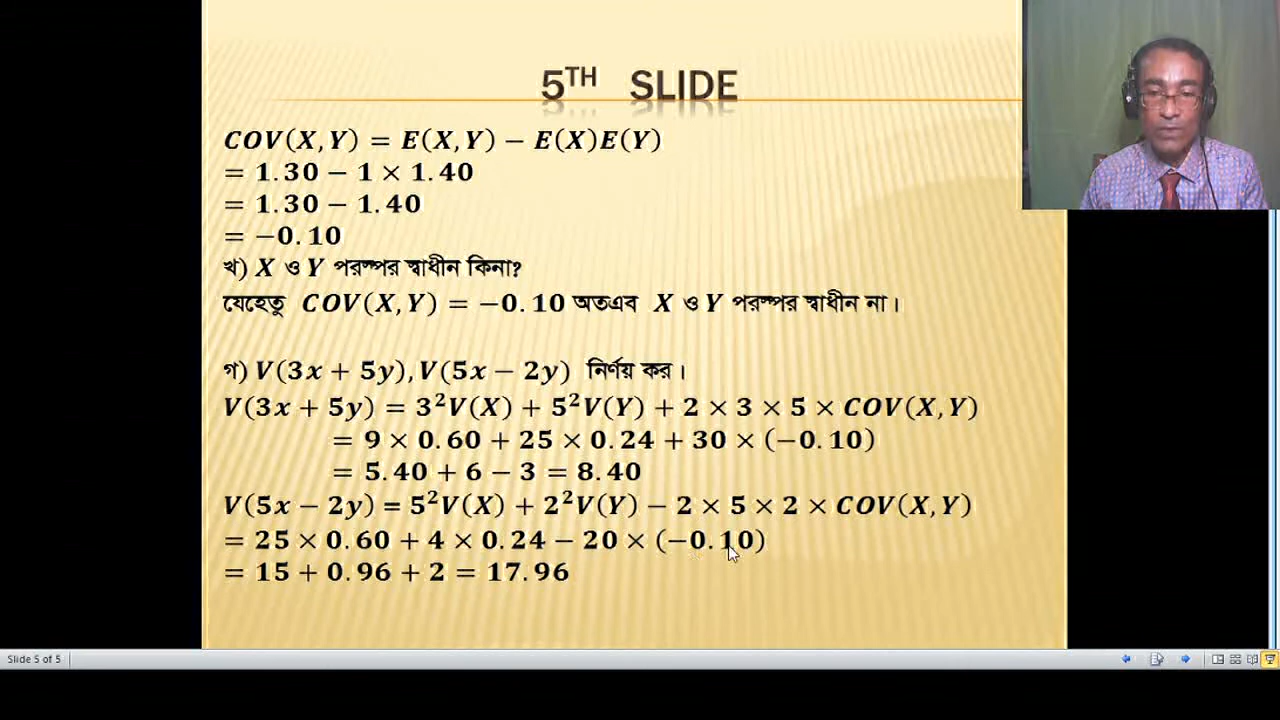 5TH SLIDE
COV(X, Y) = E(X, Y) − E(X)E(Y)
= 1.30 − 1 × 1.40
= 1.30 − 1.40
= −0.10
খ) X ও Y পরস্পর স্বাধীন কিনা?
যেহেতু COV(X, Y) = −0.10 অতএব X ও Y পরস্পর স্বাধীন না।
গ) V(3x + 5y), V(5x − 2y) নির্ণয় কর।
V(3x + 5y) = 3²V(X) + 5²V(Y) + 2 × 3 × 5 × COV(X, Y)
= 9 × 0.60 + 25 × 0.24 + 30 × (−0.10)
= 5.40 + 6 − 3 = 8.40
V(5x − 2y) = 5²V(X) + 2²V(Y) − 2 × 5 × 2 × COV(X, Y)
= 25 × 0.60 + 4 × 0.24 − 20 × (−0.10)
= 15 + 0.96 + 2 = 17.96
Slide 5 of 5